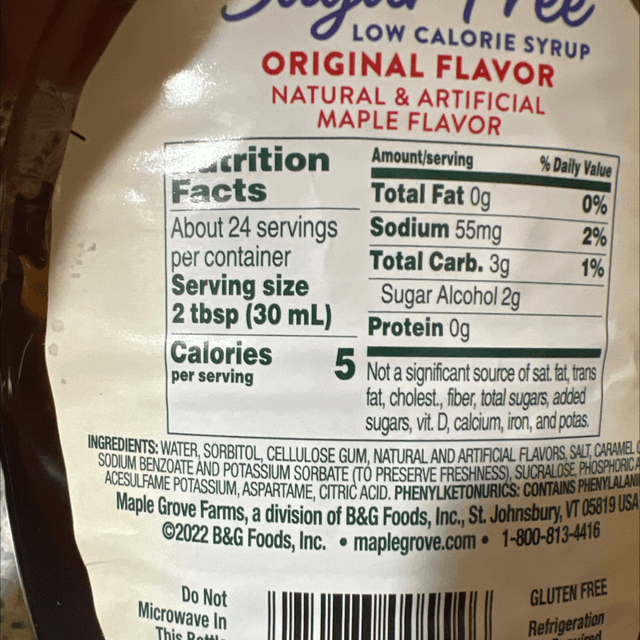 Sugar Free
LOW CALORIE SYRUP
ORIGINAL FLAVOR
NATURAL & ARTIFICIAL
MAPLE FLAVOR
Nutrition
Facts
About 24 servings
per container
Serving size
2 tbsp (30 mL)
Calories 5
per serving
Amount/serving % Daily Value
Total Fat 0g 0%
Sodium 55mg 2%
Total Carb. 3g 1%
Sugar Alcohol 2g
Protein 0g
Not a significant source of sat. fat, trans
fat, cholest., fiber, total sugars, added
sugars, vit. D, calcium, iron, and potas.
INGREDIENTS: WATER, SORBITOL, CELLULOSE GUM, NATURAL AND ARTIFICIAL FLAVORS, SALT, CARAMEL
SODIUM BENZOATE AND POTASSIUM SORBATE (TO PRESERVE FRESHNESS), SUCRALOSE, PHOSPHORIC
ACESULFAME POTASSIUM, ASPARTAME, CITRIC ACID. PHENYLKETONURICS: CONTAINS PHENYLALANI
Maple Grove Farms, a division of B&G Foods, Inc., St. Johnsbury, VT 05819 USA
©2022 B&G Foods, Inc. • maplegrove.com • 1-800-813-4416
Do Not
Microwave In
This Bottle
GLUTEN FREE
Refrigeration